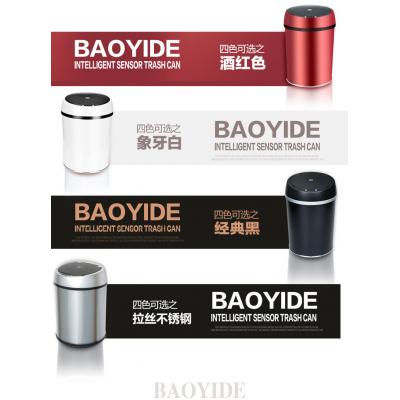 BAOYIDE
INTELLIGENT SENSOR TRASH CAN
四色可选之
酒红色
四色可选之
象牙白
BAOYIDE
INTELLIGENT SENSOR TRASH CAN
BAOYIDE
INTELLIGENT SENSOR TRASH CAN
四色可选之
经典黑
四色可选之
拉丝不锈钢
BAOYIDE
INTELLIGENT SENSOR TRASH CAN
BAOYIDE